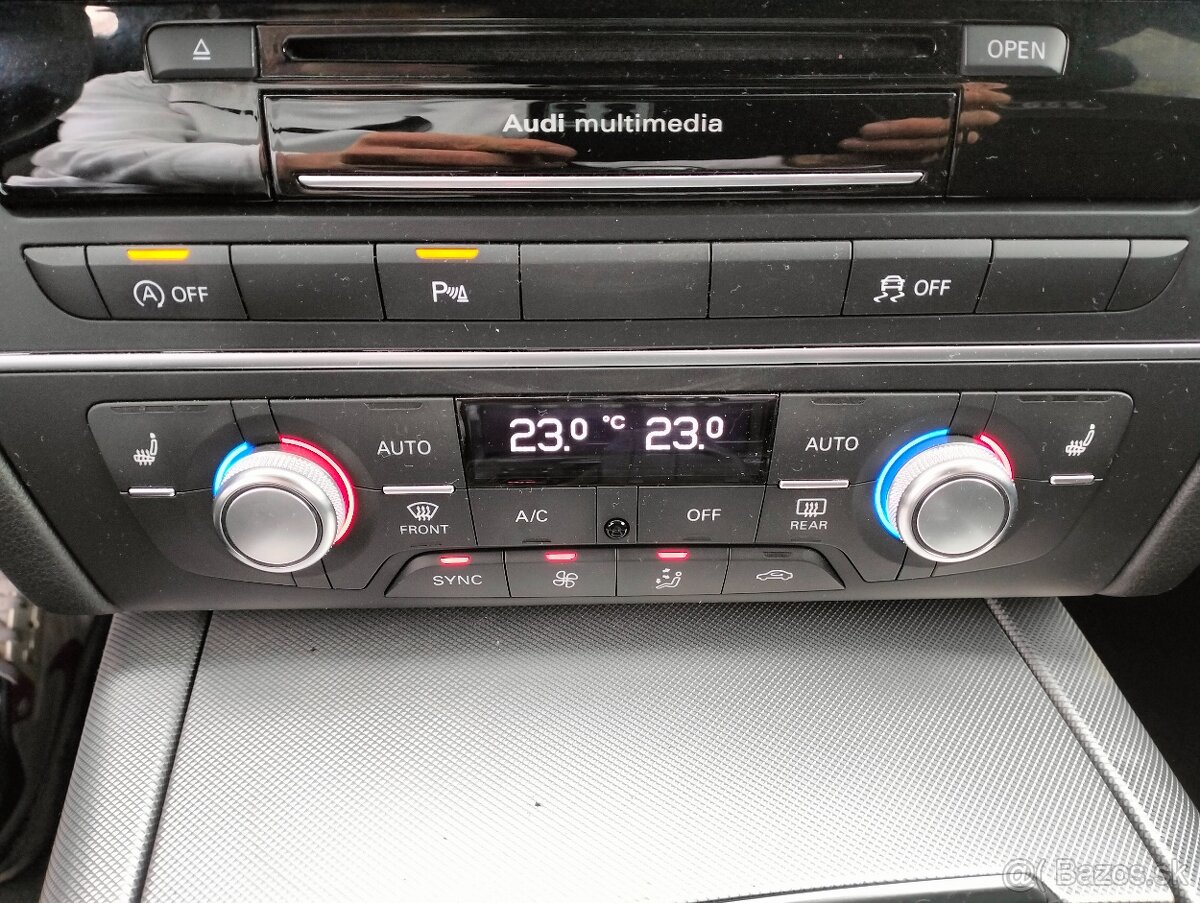 OPEN
Audi multimedia
A OFF
P
OFF
AUTO
23.0 °C 23.0
AUTO
FRONT
A/C
OFF
REAR
SYNC
Bazos.sk